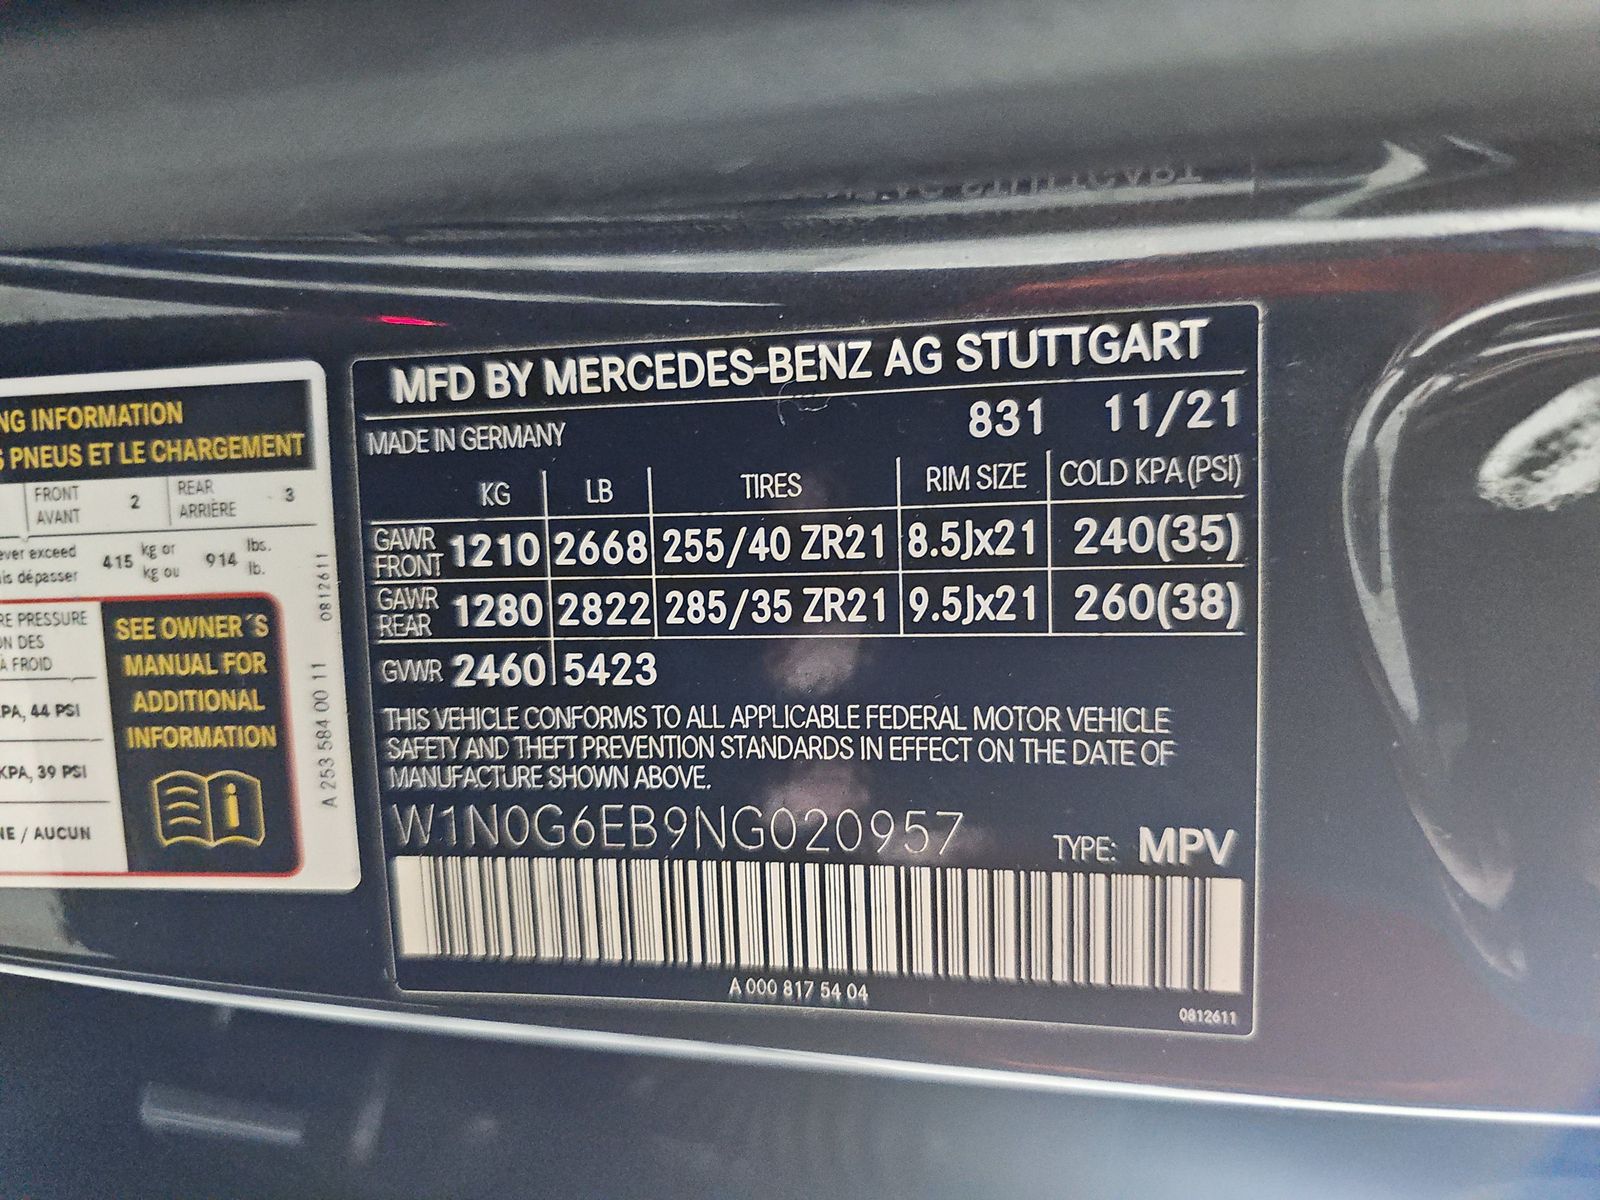 NG INFORMATION
S PNEUS ET LE CHARGEMENT
FRONT
AVANT
2
REAR
ARRIÈRE
3
ever exceed
is dépasser
415
kg or
kg ou
914
lbs.
lb.
RE PRESSURE
ON DES
À FROID
KPA, 44 PSI
KPA, 39 PSI
NE / AUCUN
SEE OWNER´S
MANUAL FOR
ADDITIONAL
INFORMATION
i
A 253 584 00 11
0812611
MFD BY MERCEDES-BENZ AG STUTTGART
MADE IN GERMANY 831 11/21
KG LB TIRES RIM SIZE COLD KPA (PSI)
GAWR FRONT 1210 2668 255/40 ZR21 8.5Jx21 240(35)
GAWR REAR 1280 2822 285/35 ZR21 9.5Jx21 260(38)
GVWR 2460 5423
THIS VEHICLE CONFORMS TO ALL APPLICABLE FEDERAL MOTOR VEHICLE
SAFETY AND THEFT PREVENTION STANDARDS IN EFFECT ON THE DATE OF
MANUFACTURE SHOWN ABOVE.
W1N0G6EB9NG020957 TYPE: MPV
A 000 817 54 04
0812611